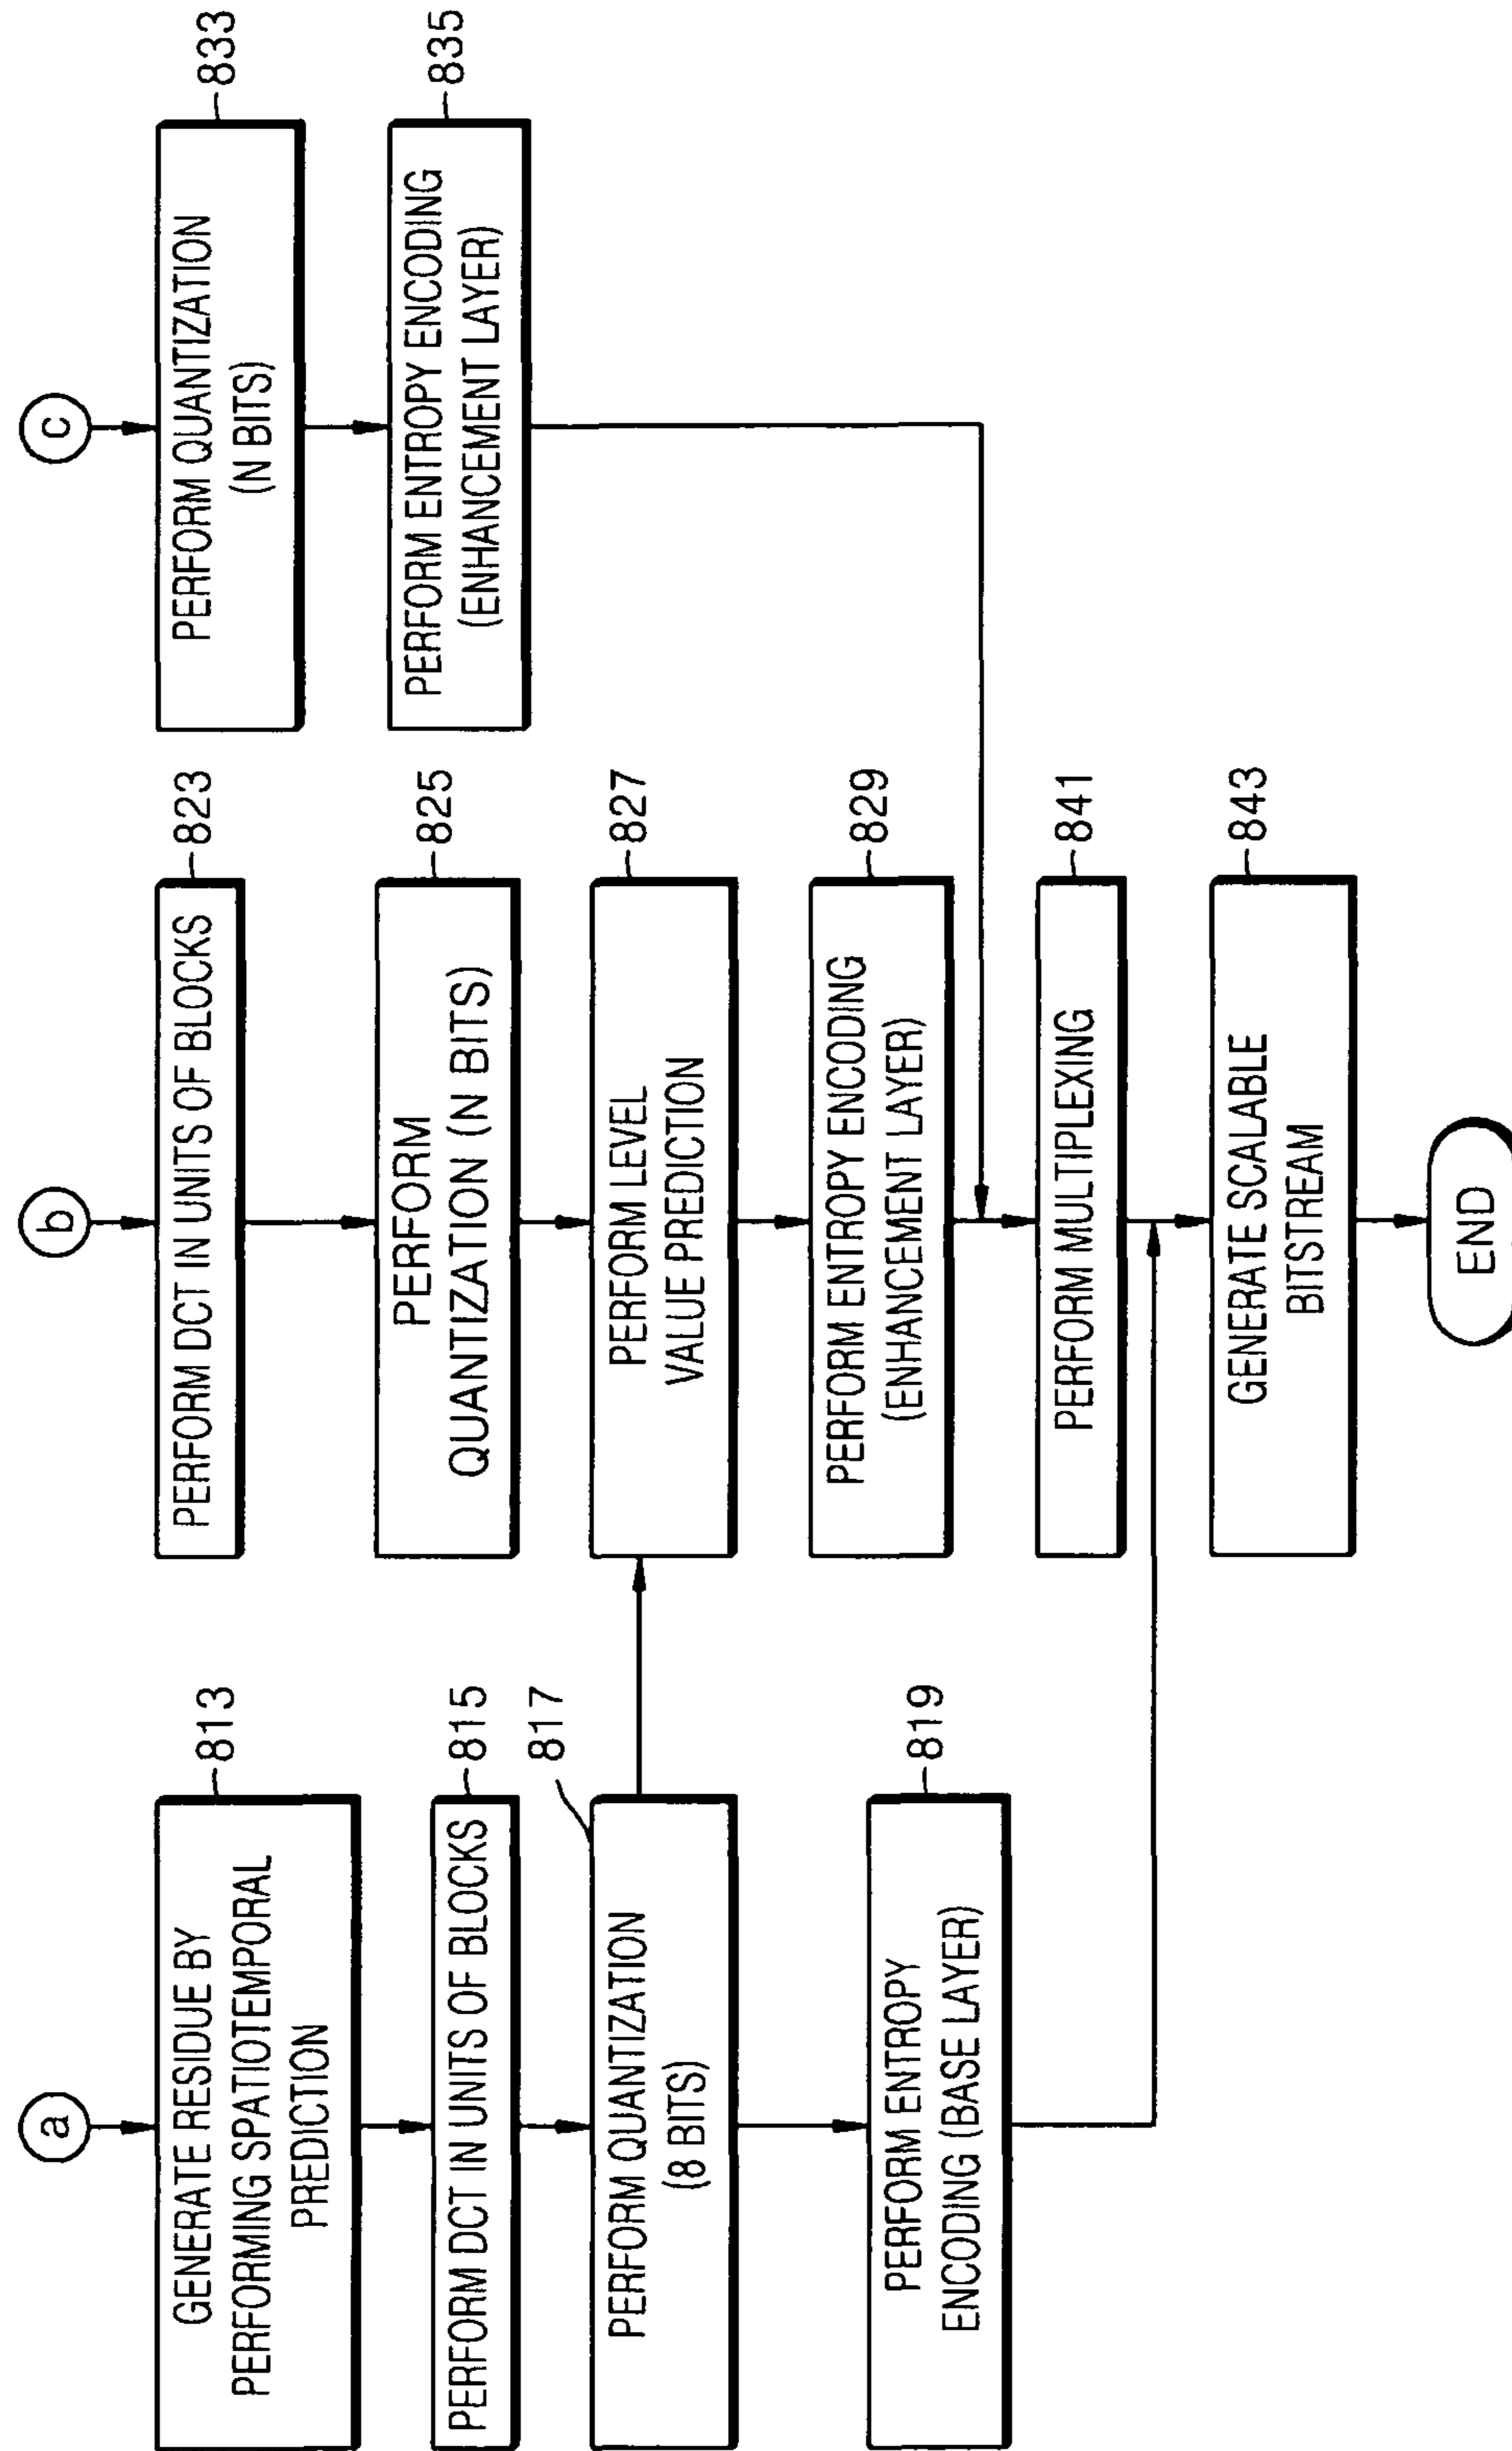 a
GENERATE RESIDUE BY
PERFORMING SPATIOTEMPORAL
PREDICTION
813
PERFORM DCT IN UNITS OF BLOCKS
815
817
PERFORM QUANTIZATION
(8 BITS)
PERFORM ENTROPY
ENCODING (BASE LAYER)
819
b
PERFORM DCT IN UNITS OF BLOCKS
823
PERFORM
QUANTIZATION (N BITS)
825
PERFORM LEVEL
VALUE PREDICTION
827
PERFORM ENTROPY ENCODING
(ENHANCEMENT LAYER)
829
PERFORM MULTIPLEXING
841
GENERATE SCALABLE
BITSTREAM
843
END
c
PERFORM QUANTIZATION
(N BITS)
833
PERFORM ENTROPY ENCODING
(ENHANCEMENT LAYER)
835